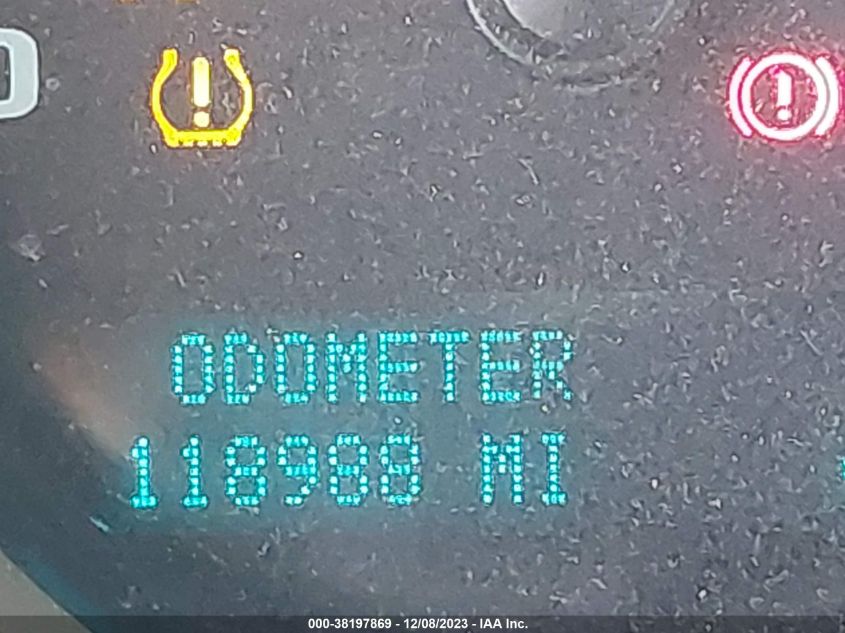 ODOMETER
118988 MI
000-38197869 - 12/08/2023 - IAA Inc.